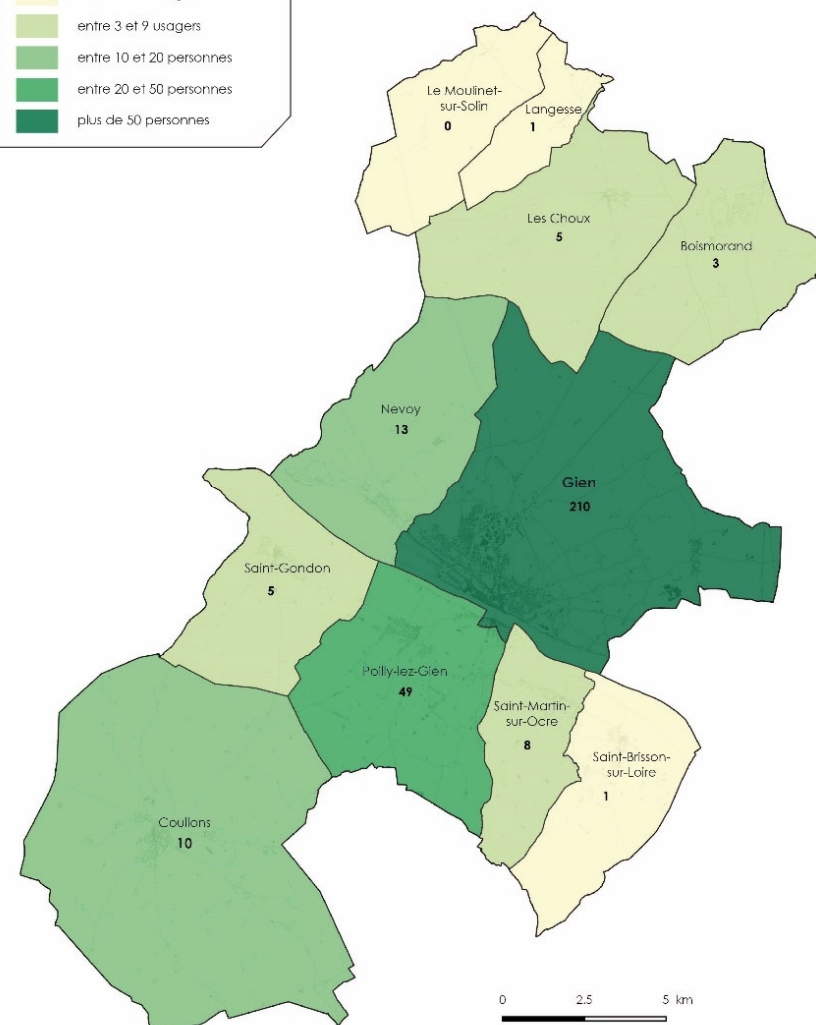 entre 3 et 9 usagers
entre 10 et 20 personnes
entre 20 et 50 personnes
plus de 50 personnes
Le Moulinet-
sur-Solin
0
Langesse
1
Les Choux
5
Boismorand
3
Nevoy
13
Gien
210
Saint-Gondon
5
Poilly-lez-Gien
49
Saint-Martin-
sur-Ocre
8
Saint-Brisson-
sur-Loire
1
Coullons
10
0 2.5 5 km